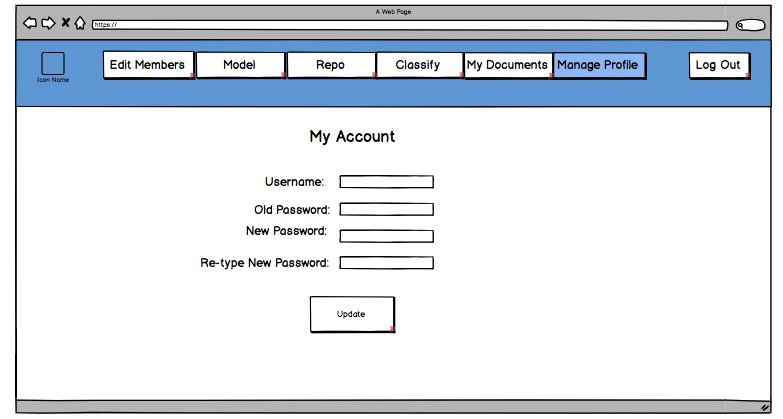 A Web Page
https://
Icon Name
Edit Members
Model
Repo
Classify
My Documents
Manage Profile
Log Out
My Account
Username:
Old Password:
New Password:
Re-type New Password:
Update